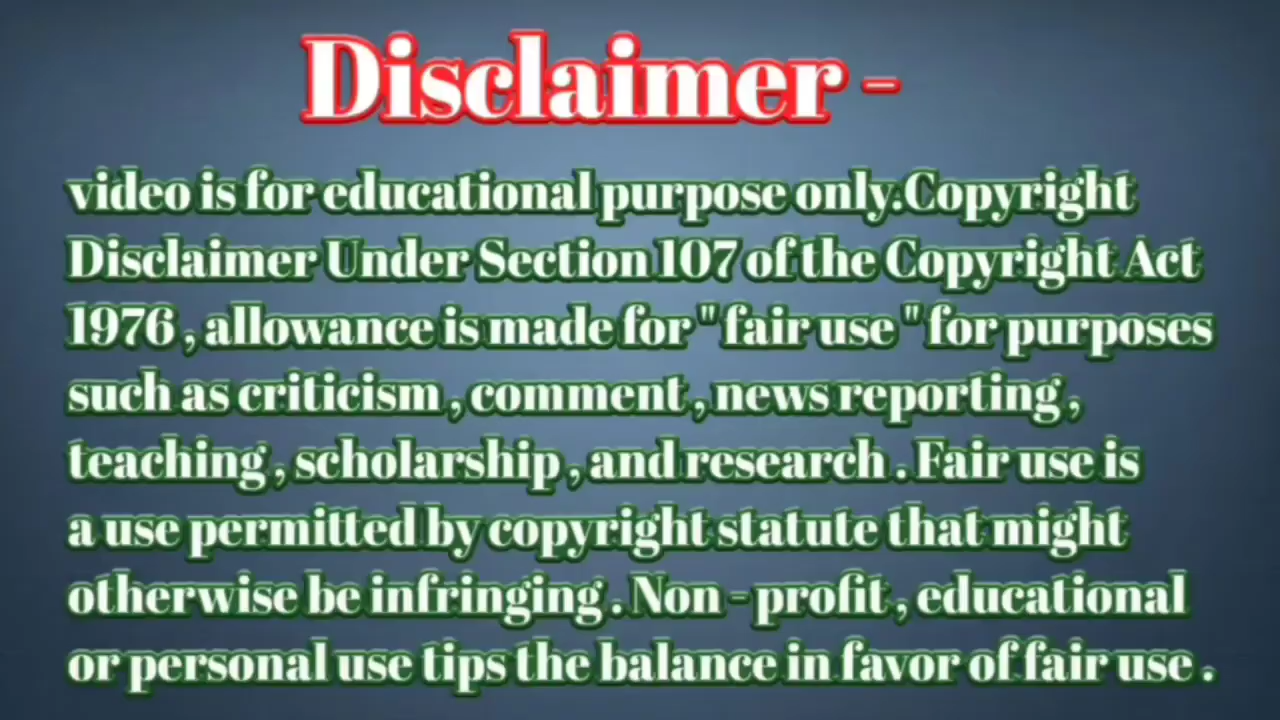 Disclaimer -
video is for educational purpose only.Copyright
Disclaimer Under Section 107 of the Copyright Act
1976 , allowance is made for " fair use " for purposes
such as criticism , comment , news reporting ,
teaching , scholarship , and research . Fair use is
a use permitted by copyright statute that might
otherwise be infringing . Non - profit , educational
or personal use tips the balance in favor of fair use .